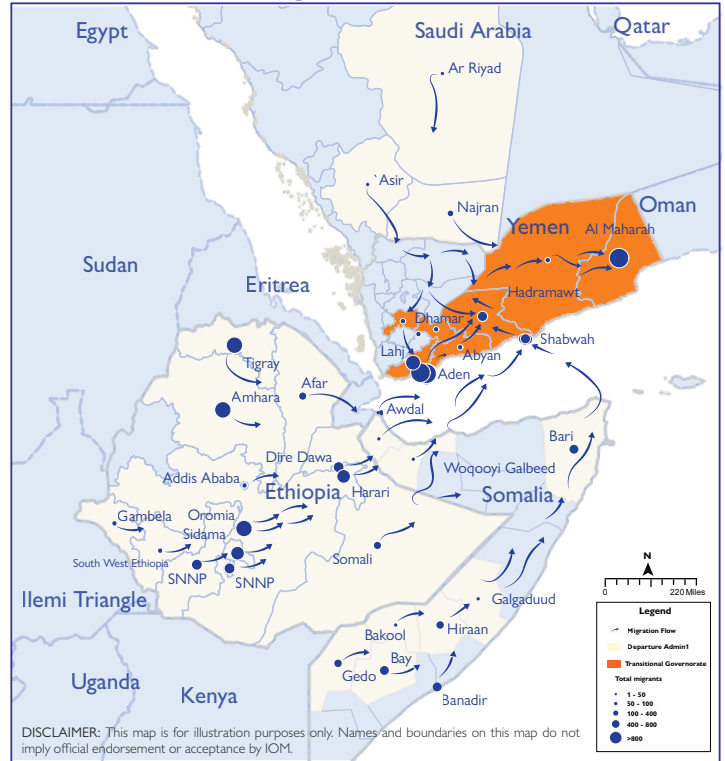 Egypt
Saudi Arabia
Qatar
Ar Riyad
`Asir
Najran
Oman
Yemen
Al Maharah
Sudan
Eritrea
Hadramawt
Dhamar
Shabwah
Lahj
Abyan
Aden
Tigray
Afar
Amhara
Awdal
Bari
Dire Dawa
Woqooyi Galbeed
Addis Ababa
Ethiopia
Harari
Somalia
Gambela
Oromia
Sidama
South West Ethiopia
Somali
SNNP
SNNP
Ilemi Triangle
Galgaduud
Bakool
Hiraan
Bay
Gedo
Uganda
Kenya
Banadir
N
0 220 Miles
Legend
Migration Flow
Departure Admin1
Transitional Governorate
Total migrants
1 - 50
50 - 100
100 - 400
400 - 800
>800
DISCLAIMER: This map is for illustration purposes only. Names and boundaries on this map do not
imply official endorsement or acceptance by IOM.